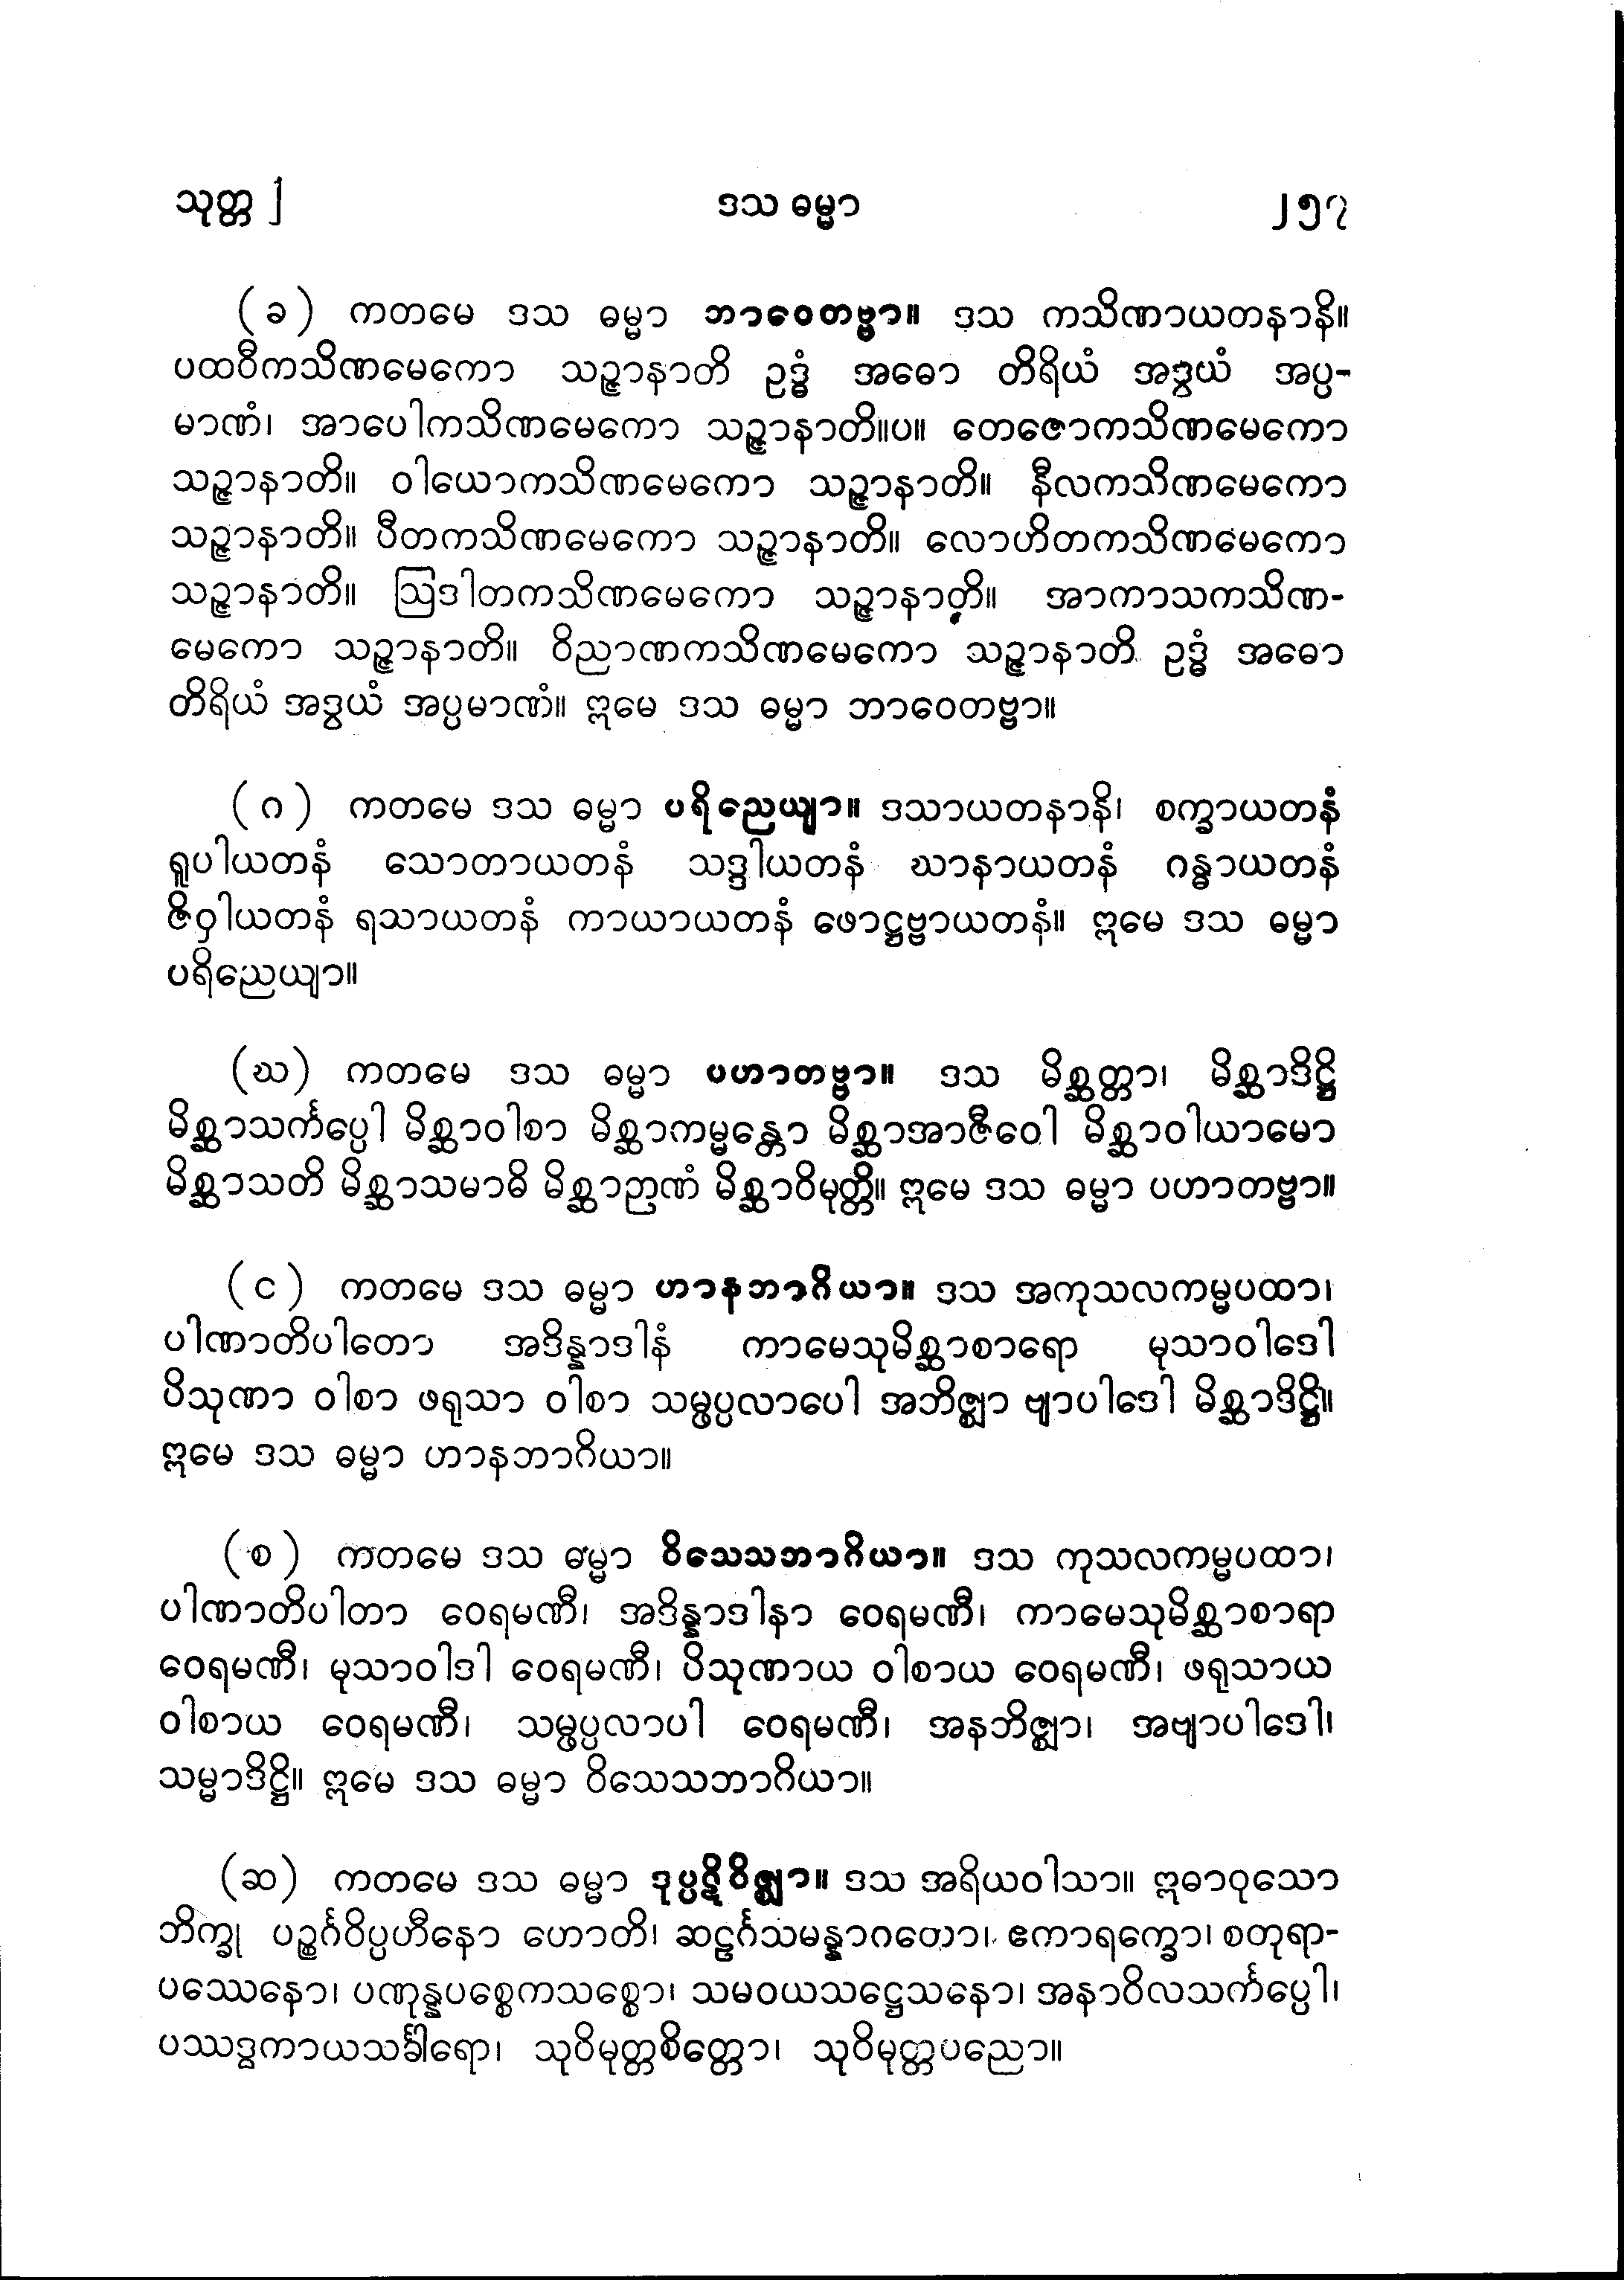 သုတ္တ ]
ဒသ ဓမ္မာ
၂၅၇
(ခ) ကတမေ ဒသ ဓမ္မာ ဘာဝေတဗ္ဗာ။ ဒသ ကသိဏာယတနာနိ။
ပထဝီကသိဏမေကော သဉ္ဇာနာတိ ဥဒ္ဓံ အဓော တိရိယံ အဒွယံ အပ္ပ-
မာဏံ၊ အာပေါကသိဏမေကော သဉ္ဇာနာတိ။ပ။ တေဇောကသိဏမေကော
သဉ္ဇာနာတိ။ ဝါယောကသိဏမေကော သဉ္ဇာနာတိ။ နီလကသိဏမေကော
သဉ္ဇာနာတိ။ ပီတကသိဏမေကော သဉ္ဇာနာတိ။ လောဟိတကသိဏမေကော
သဉ္ဇာနာတိ။ ဩဒါတကသိဏမေကော သဉ္ဇာနာတိ။ အာကာသကသိဏ-
မေကော သဉ္ဇာနာတိ။ ဝိညာဏကသိဏမေကော သဉ္ဇာနာတိ ဥဒ္ဓံ အဓော
တိရိယံ အဒွယံ အပ္ပမာဏံ။ ဣမေ ဒသ ဓမ္မာ ဘာဝေတဗ္ဗာ။
(ဂ) ကတမေ ဒသ ဓမ္မာ ပရိညေယျာ။ ဒသာယတနာနိ၊ စက္ခာယတနံ
ရူပါယတနံ သောတာယတနံ သဒ္ဒါယတနံ ဃာနာယတနံ ဂန္ဓာယတနံ
ဇိဝှါယတနံ ရသာယတနံ ကာယာယတနံ ဖောဋ္ဌဗ္ဗာယတနံ။ ဣမေ ဒသ ဓမ္မာ
ပရိညေယျာ။
(ဃ) ကတမေ ဒသ ဓမ္မာ ပဟာတဗ္ဗာ။ ဒသ မိစ္ဆတ္တာ၊ မိစ္ဆာဒိဋ္ဌိ
မိစ္ဆာသင်္ကပ္ပေါ မိစ္ဆာဝါစာ မိစ္ဆာကမ္မန္တော မိစ္ဆာအာဇီဝေါ မိစ္ဆာဝါယာမော
မိစ္ဆာသတိ မိစ္ဆာသမာဓိ မိစ္ဆာဉာဏံ မိစ္ဆာဝိမုတ္တိ။ ဣမေ ဒသ ဓမ္မာ ပဟာတဗ္ဗာ။
(င) ကတမေ ဒသ ဓမ္မာ ဟာနဘာဂိယာ။ ဒသ အကုသလကမ္မပထာ၊
ပါဏာတိပါတော အဒိန္နာဒါနံ ကာမေသုမိစ္ဆာစာရော မုသာဝါဒေါ
ပိသုဏာ ဝါစာ ဖရုသာ ဝါစာ သမ္ဖပ္ပလာပေါ အဘိဇ္ဈာ ဗျာပါဒေါ မိစ္ဆာဒိဋ္ဌိ။
ဣမေ ဒသ ဓမ္မာ ဟာနဘာဂိယာ။
(စ) ကတမေ ဒသ ဓမ္မာ ဝိသေသဘာဂိယာ။ ဒသ ကုသလကမ္မပထာ၊
ပါဏာတိပါတာ ဝေရမဏီ၊ အဒိန္နာဒါနာ ဝေရမဏီ၊ ကာမေသုမိစ္ဆာစာရာ
ဝေရမဏီ၊ မုသာဝါဒါ ဝေရမဏီ၊ ပိသုဏာယ ဝါစာယ ဝေရမဏီ၊ ဖရုသာယ
ဝါစာယ ဝေရမဏီ၊ သမ္ဖပ္ပလာပါ ဝေရမဏီ၊ အနဘိဇ္ဈာ၊ အဗျာပါဒေါ၊
သမ္မာဒိဋ္ဌိ။ ဣမေ ဒသ ဓမ္မာ ဝိသေသဘာဂိယာ။
(ဆ) ကတမေ ဒသ ဓမ္မာ ဒုပ္ပဋိဝိဇ္ဈာ။ ဒသ အရိယဝါသာ။ ဣဓာဝုသော
ဘိက္ခု ပဉ္စင်္ဂဝိပ္ပဟီနော ဟောတိ၊ ဆဠင်္ဂသမန္နာဂတော၊ ဧကာရက္ခော၊ စတုရာ-
ပဿေနော၊ ပဏုန္နပစ္စေကသစ္စော၊ သမဝယသဋ္ဌေသနော၊ အနာဝိလသင်္ကပ္ပေါ၊
ပဿဒ္ဓကာယသင်္ခါရော၊ သုဝိမုတ္တစိတ္တော၊ သုဝိမုတ္တပညော။